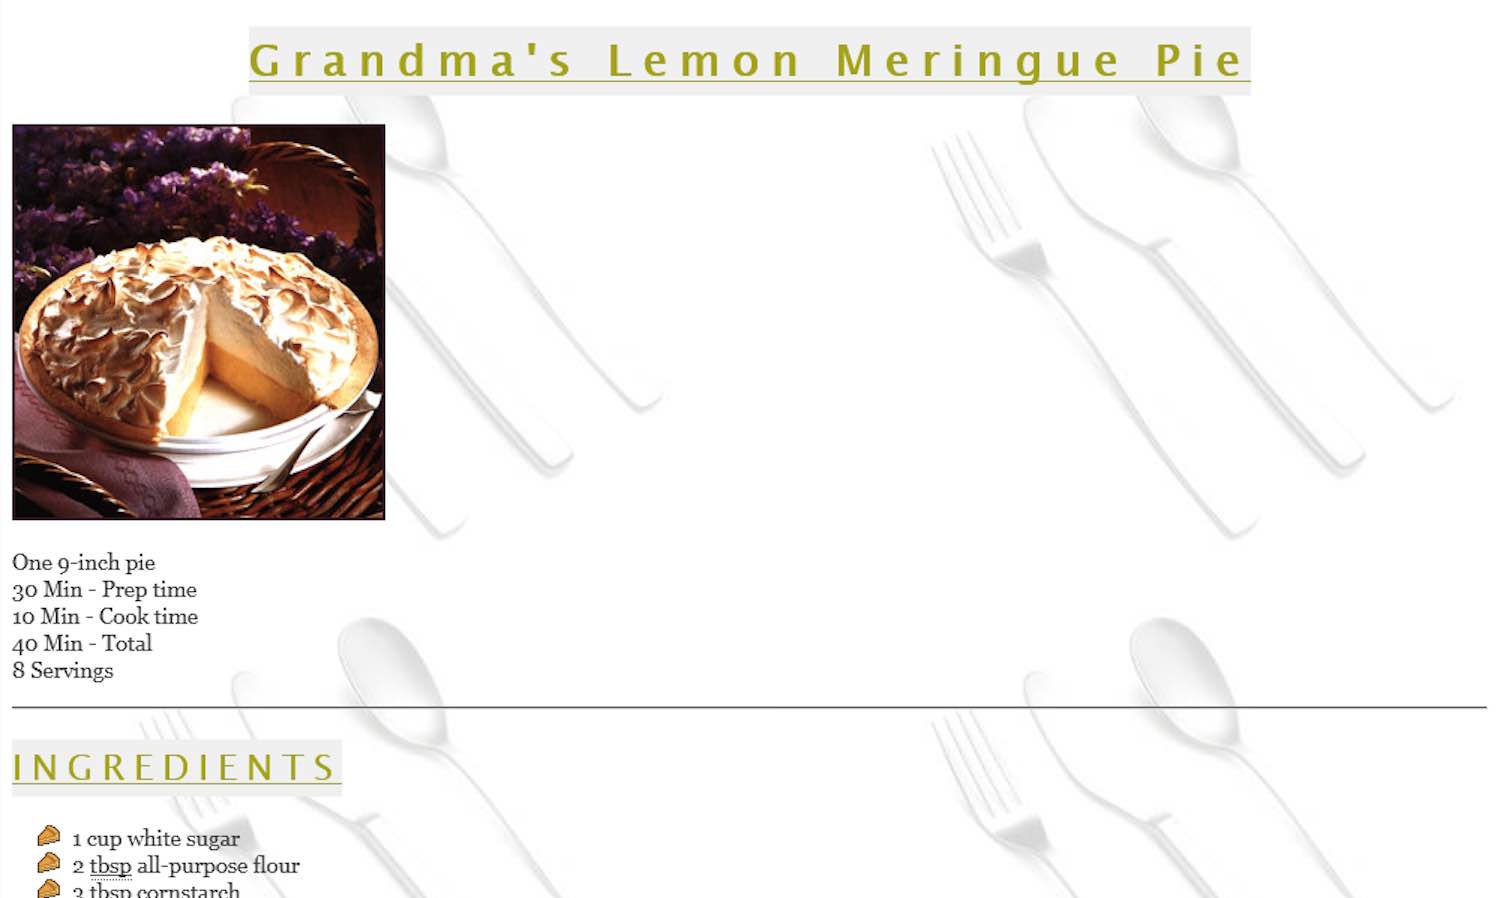 Grandma's Lemon Meringue Pie
One 9-inch pie
30 Min - Prep time
10 Min - Cook time
40 Min - Total
8 Servings
INGREDIENTS
1 cup white sugar
2 tbsp all-purpose flour
3 tbsp cornstarch